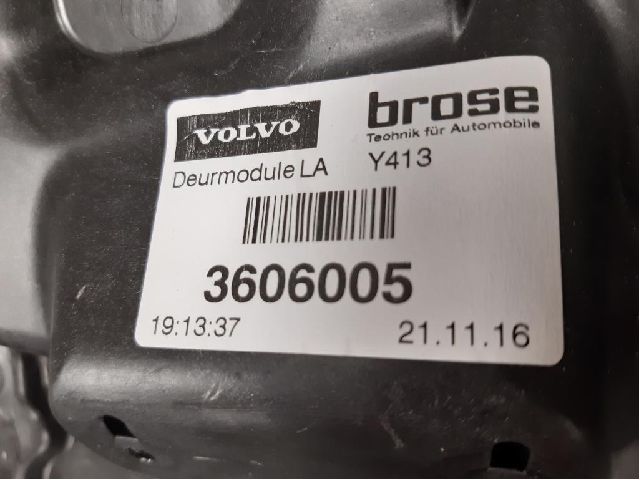 VOLVO
brose
Technik für Automobile
Deurmodule LA Y413
3606005
19:13:37 21.11.16